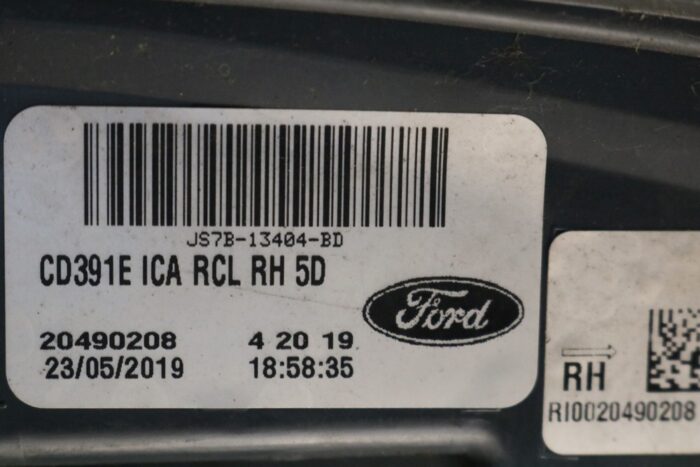 JS7B-13404-BD
CD391E ICA RCL RH 5D
Ford
20490208 4 20 19
23/05/2019 18:58:35
RH
RI0020490208